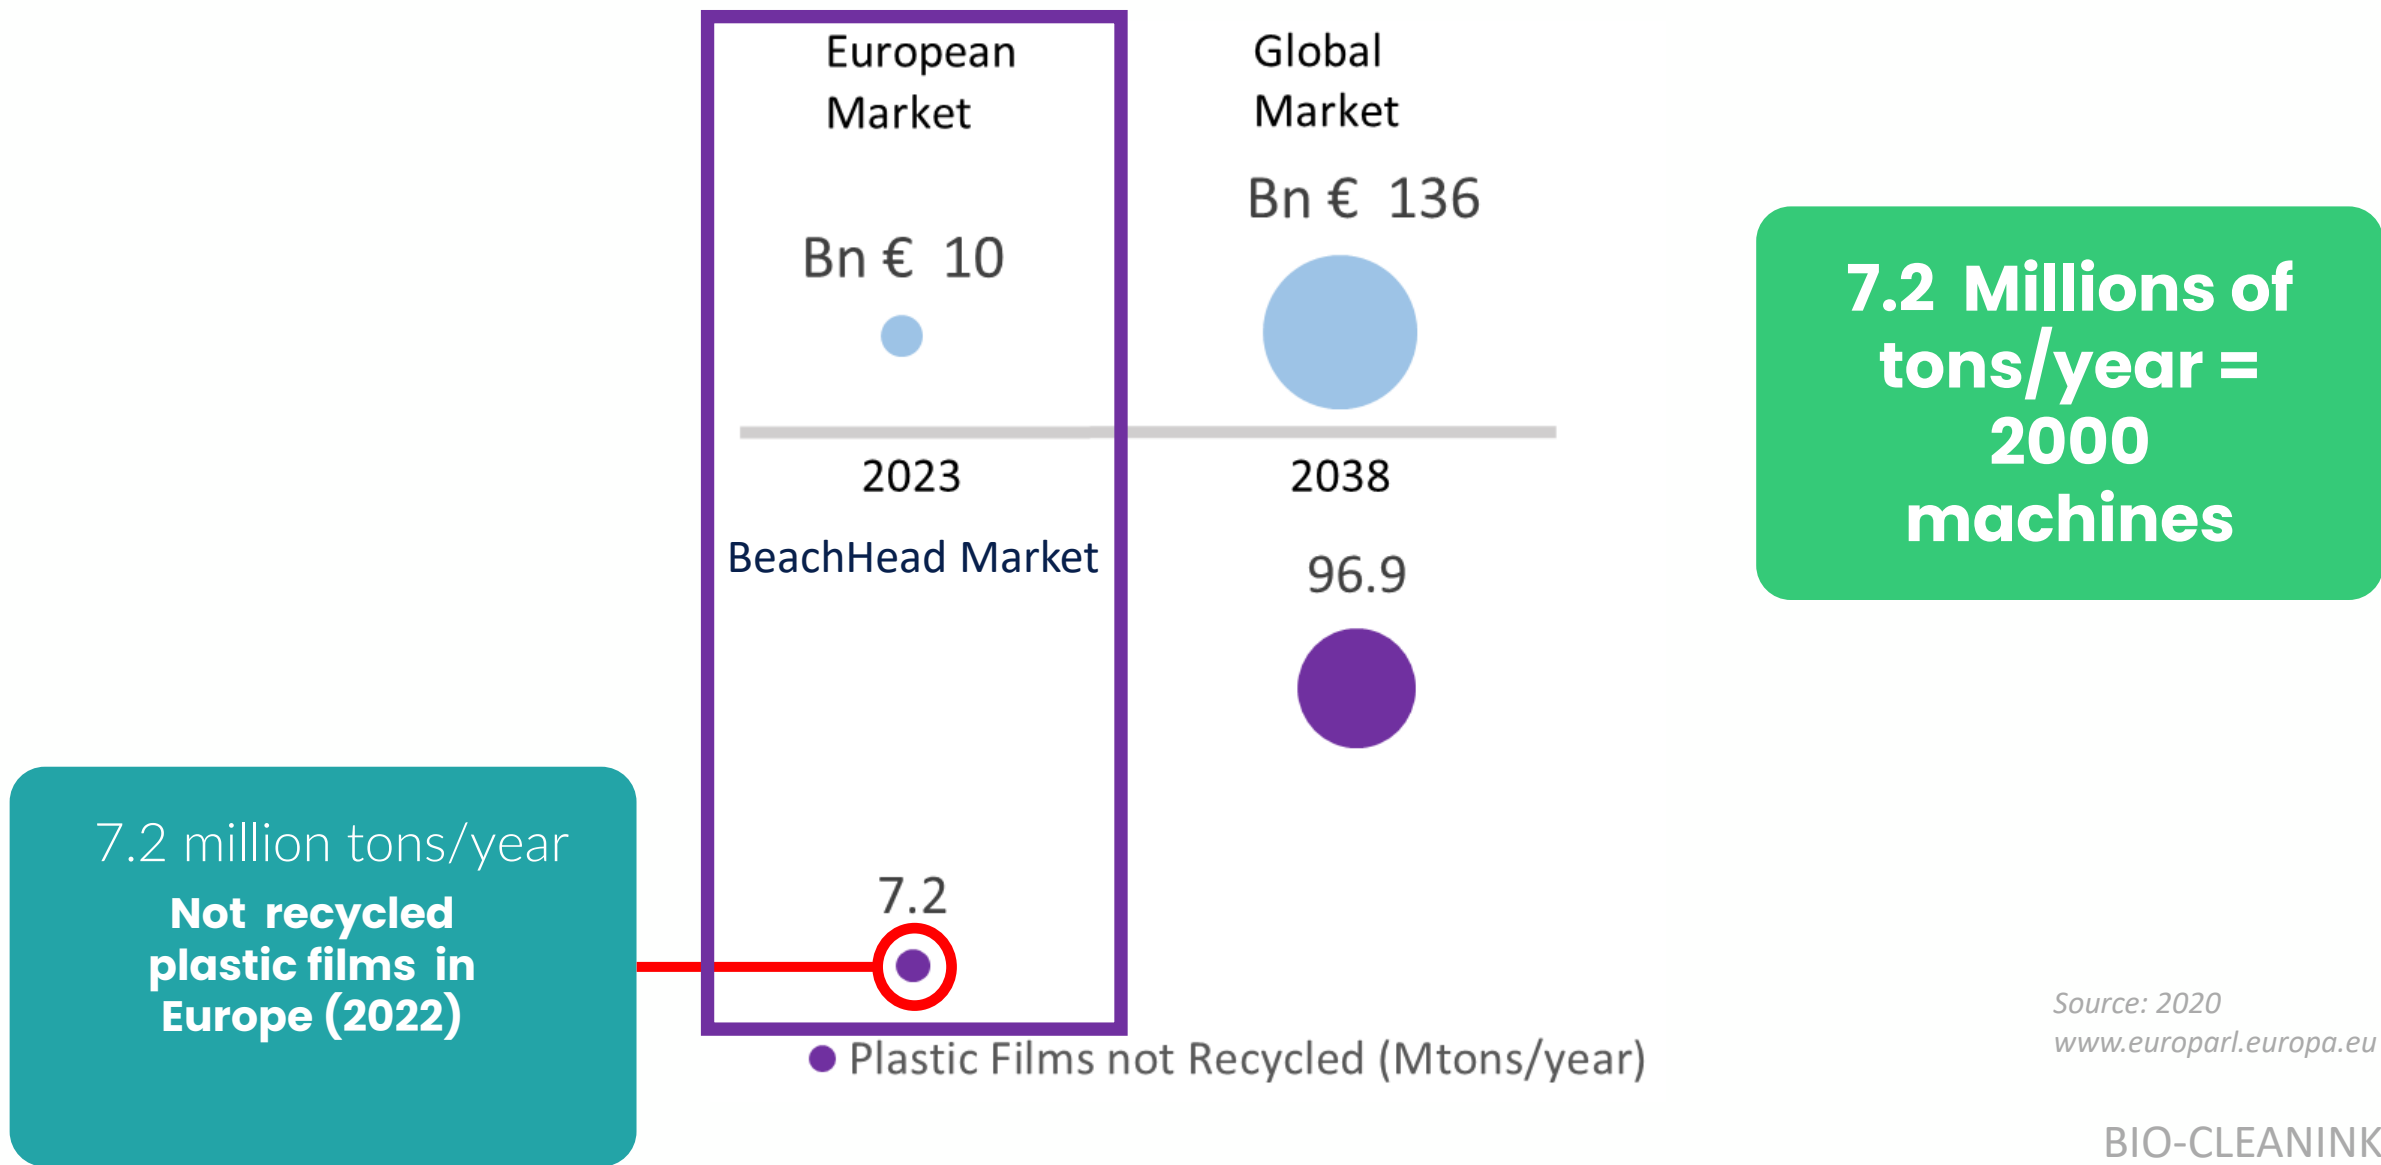 European
Market
Bn € 10
2023
BeachHead Market
7.2
Global
Market
Bn € 136
2038
96.9
Plastic Films not Recycled (Mtons/year)
7.2 million tons/year
Not recycled
plastic films in
Europe (2022)
7.2 Millions of
tons/year =
2000
machines
Source: 2020
www.europarl.europa.eu
BIO-CLEANINK